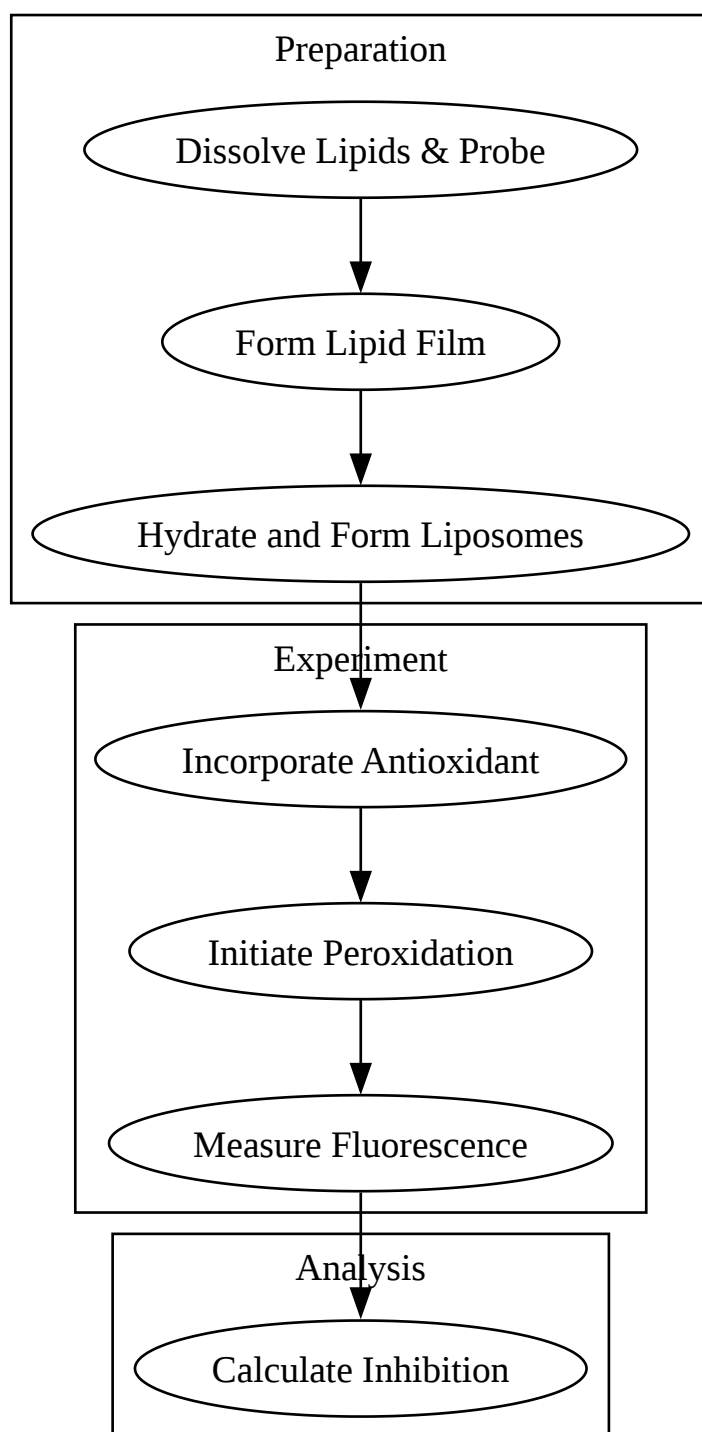 Preparation
Dissolve Lipids & Probe
Form Lipid Film
Hydrate and Form Liposomes
Experiment
Incorporate Antioxidant
Initiate Peroxidation
Measure Fluorescence
Analysis
Calculate Inhibition